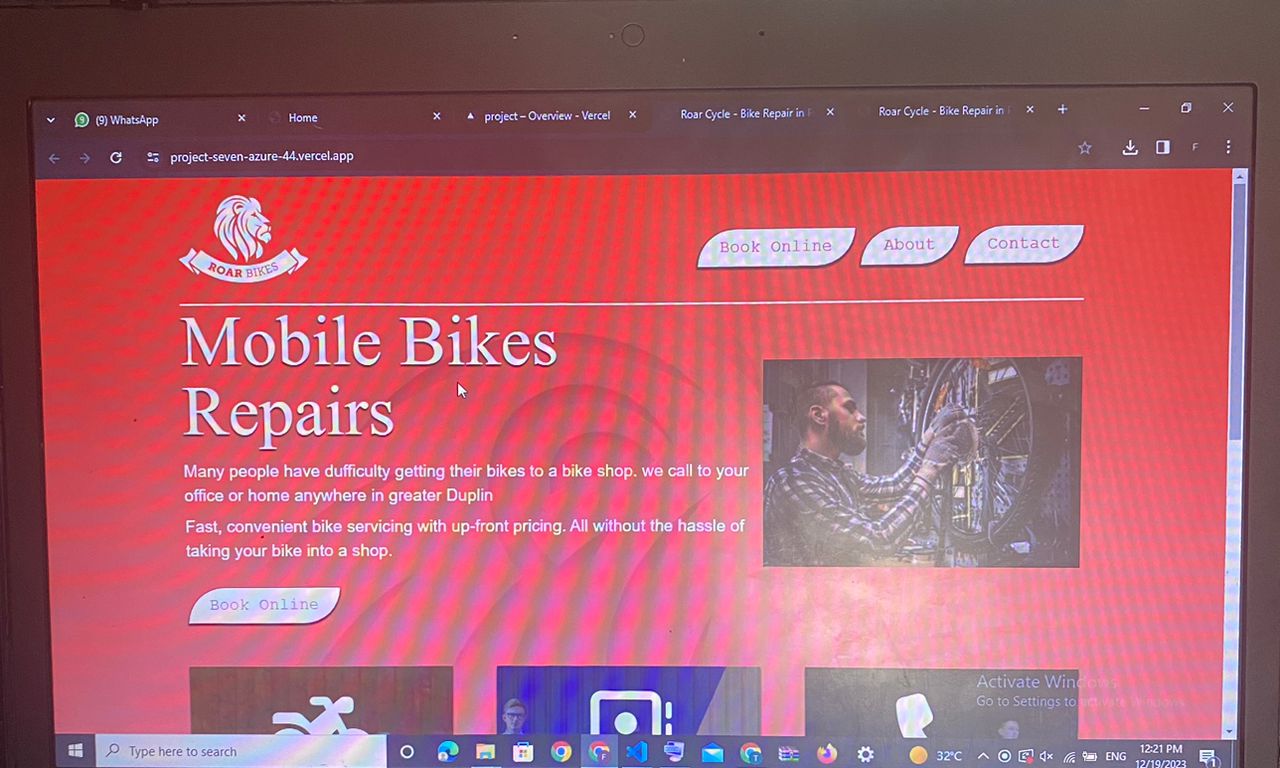 (9) WhatsApp
Home
project – Overview - Vercel
Roar Cycle - Bike Repair in
Roar Cycle - Bike Repair in
project-seven-azure-44.vercel.app
F
ROAR BIKES
Book Online
About
Contact
Mobile Bikes
Repairs
Many people have dufficulty getting their bikes to a bike shop. we call to your
office or home anywhere in greater Duplin
Fast, convenient bike servicing with up-front pricing. All without the hassle of
taking your bike into a shop.
Book Online
Activate Windows
Go to Settings to activate Windows.
Type here to search
32°C
ENG
12:21 PM
12/19/2023